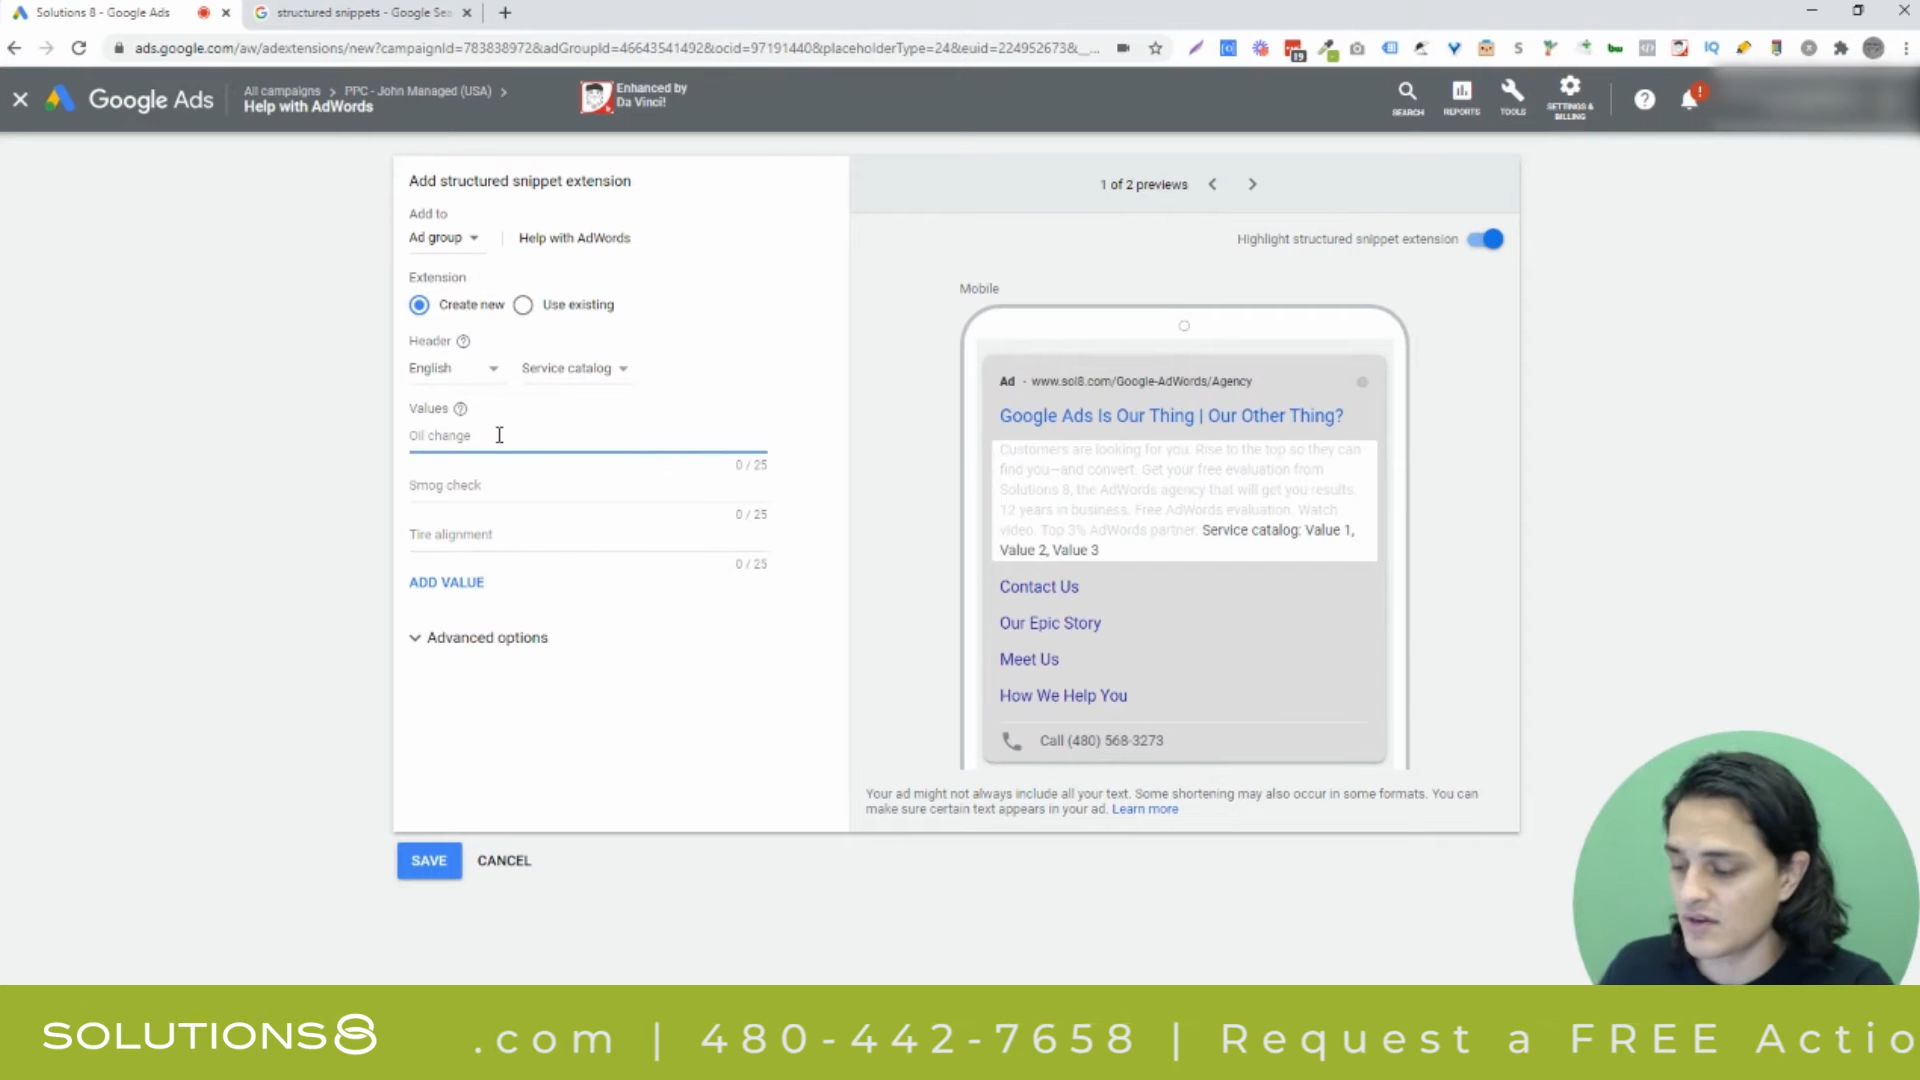 Solutions 8 - Google Ads
structured snippets - Google Se
ads.google.com/aw/adextensions/new?campaignId=783838972&adGroupId=46643541492&ocid=97191440&placeholderType=24&euid=224952673&__...
Google Ads
All campaigns > PPC - John Managed (USA) >
Help with AdWords
Enhanced by
Da Vinci!
SEARCH
REPORTS
TOOLS
SETTINGS &
BILLING
Add structured snippet extension
Add to
Ad group
Help with AdWords
Extension
Create new
Use existing
Header
English
Service catalog
Values
Oil change
0 / 25
Smog check
0 / 25
Tire alignment
0 / 25
ADD VALUE
Advanced options
SAVE
CANCEL
1 of 2 previews
Highlight structured snippet extension
Mobile
Ad · www.sol8.com/Google-AdWords/Agency
Google Ads Is Our Thing | Our Other Thing?
Customers are looking for you. Rise to the top so they can
find you—and convert. Get your free evaluation from
Solutions 8, the AdWords agency that will get you results.
12 years in business. Free AdWords evaluation. Watch
video. Top 3% AdWords partner. Service catalog: Value 1,
Value 2, Value 3
Contact Us
Our Epic Story
Meet Us
How We Help You
Call (480) 568-3273
Your ad might not always include all your text. Some shortening may also occur in some formats. You can
make sure certain text appears in your ad. Learn more
SOLUTIONS8
.com | 480-442-7658 | Request a FREE Actio